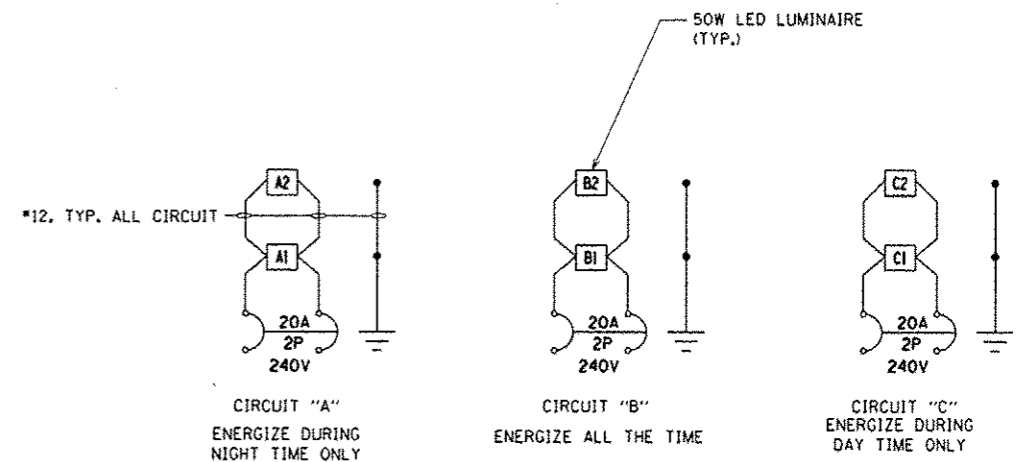 50W LED LUMINAIRE
(TYP.)
A2
B2
C2
"12, TYP. ALL CIRCUIT
A1
B1
C1
20A
2P
240V
20A
2P
240V
20A
2P
240V
CIRCUIT "A"
ENERGIZE DURING
NIGHT TIME ONLY
CIRCUIT "B"
ENERGIZE ALL THE TIME
CIRCUIT "C"
ENERGIZE DURING
DAY TIME ONLY